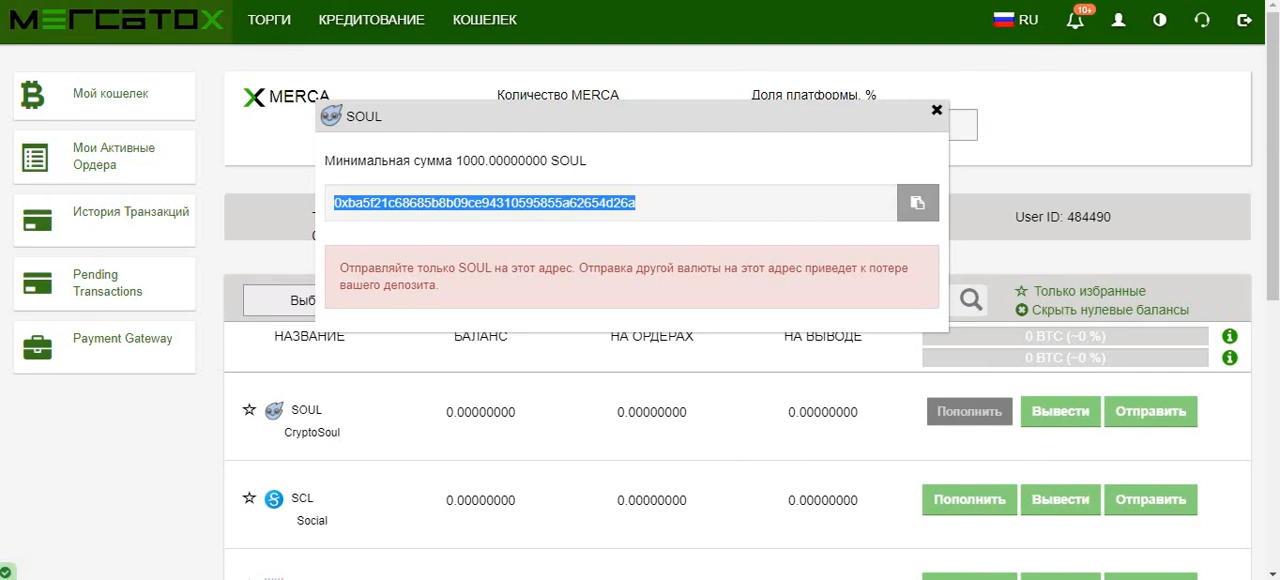 MERCATOX ТОРГИ КРЕДИТОВАНИЕ КОШЕЛЕК RU 10+
Мой кошелек
Мои Активные
Ордера
История Транзакций
Pending
Transactions
Payment Gateway
X MERCA Количество MERCA Доля платформы, %
SOUL
Минимальная сумма 1000.00000000 SOUL
0xba5f21c68685b8b09ce94310595855a62654d26a
Отправляйте только SOUL на этот адрес. Отправка другой валюты на этот адрес приведет к потере
вашего депозита.
User ID: 484490
Выб
Только избранные
Скрыть нулевые балансы
НАЗВАНИЕ БАЛАНС НА ОРДЕРАХ НА ВЫВОДЕ 0 BTC (~0 %)
0 BTC (~0 %)
SOUL 0.00000000 0.00000000 0.00000000 Пополнить Вывести Отправить
CryptoSoul
SCL 0.00000000 0.00000000 0.00000000 Пополнить Вывести Отправить
Social